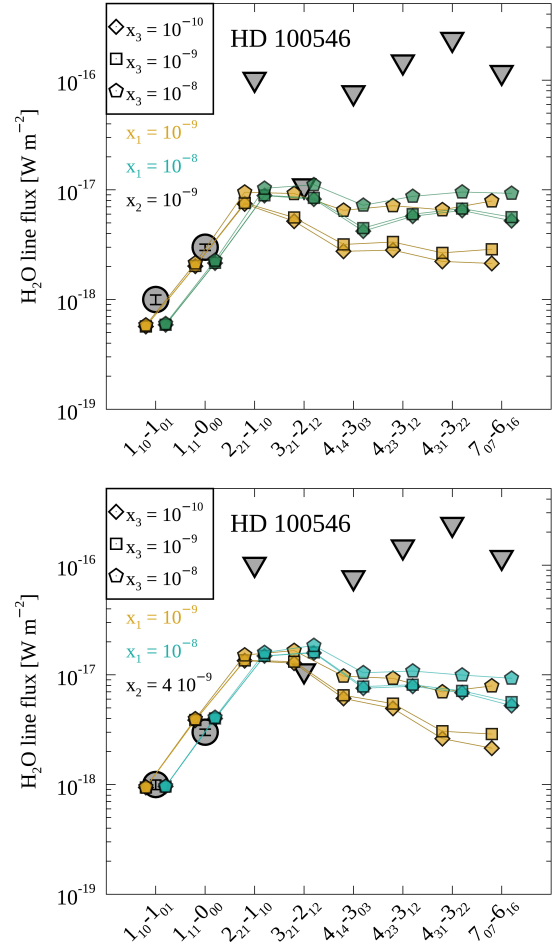 HD 100546
x₃ = 10⁻¹⁰
x₃ = 10⁻⁹
x₃ = 10⁻⁸
x₁ = 10⁻⁹
x₁ = 10⁻⁸
x₂ = 10⁻⁹
H₂O line flux [W m⁻²]
10⁻¹⁶
10⁻¹⁷
10⁻¹⁸
10⁻¹⁹
1₁₀-1₀₁ 1₁₁-0₀₀ 2₂₁-1₁₀ 3₂₁-2₁₂ 4₁₄-3₀₃ 4₂₃-3₁₂ 4₃₁-3₂₂ 7₀₇-6₁₆
HD 100546
x₃ = 10⁻¹⁰
x₃ = 10⁻⁹
x₃ = 10⁻⁸
x₁ = 10⁻⁹
x₁ = 10⁻⁸
x₂ = 4 10⁻⁹
H₂O line flux [W m⁻²]
10⁻¹⁶
10⁻¹⁷
10⁻¹⁸
10⁻¹⁹
1₁₀-1₀₁ 1₁₁-0₀₀ 2₂₁-1₁₀ 3₂₁-2₁₂ 4₁₄-3₀₃ 4₂₃-3₁₂ 4₃₁-3₂₂ 7₀₇-6₁₆